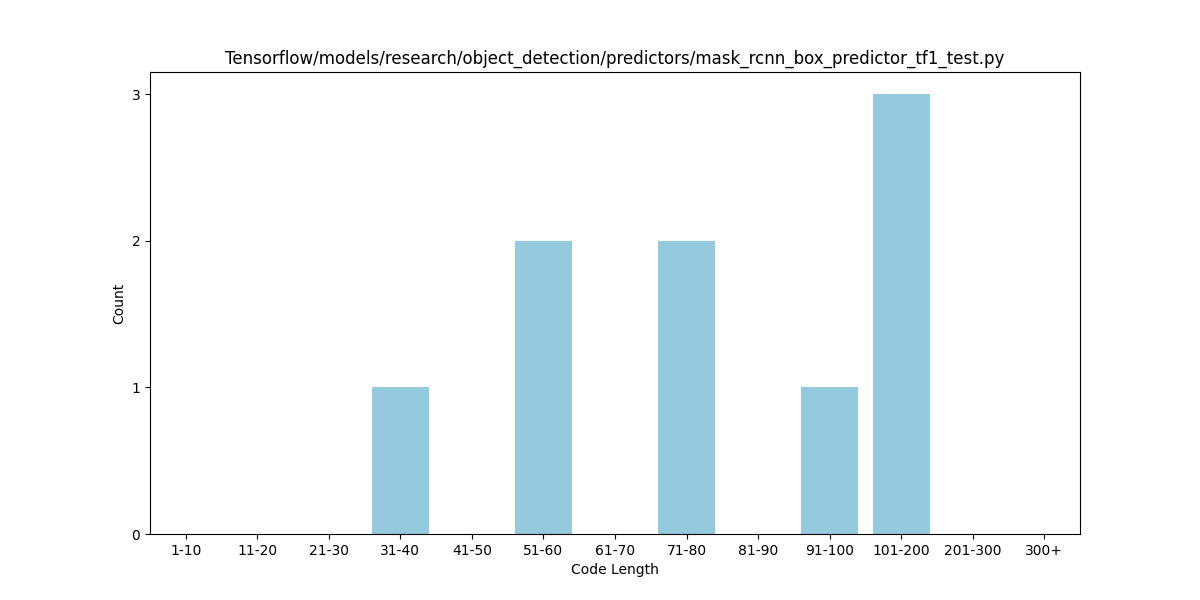 Tensorflow/models/research/object_detection/predictors/mask_rcnn_box_predictor_tf1_test.py
3
2
1
0
Count
1-10 11-20 21-30 31-40 41-50 51-60 61-70 71-80 81-90 91-100 101-200 201-300 300+
Code Length